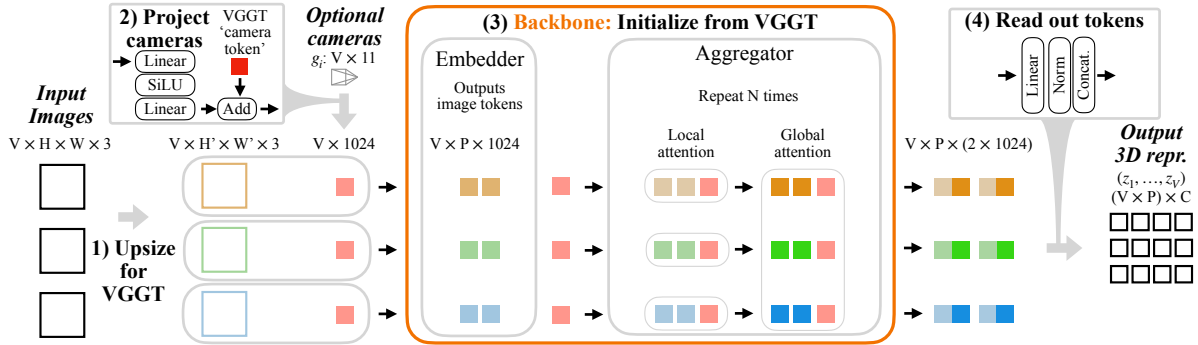 2) Project
cameras
VGGT
‘camera
token’
Linear
SiLU
Linear
Add
Optional
cameras
gᵢ: V × 11
Input
Images
V × H × W × 3
1) Upsize
for
VGGT
V × H’ × W’ × 3
V × 1024
(3) Backbone: Initialize from VGGT
Embedder
Outputs
image tokens
V × P × 1024
Aggregator
Repeat N times
Local
attention
Global
attention
(4) Read out tokens
Linear
Norm
Concat.
V × P × (2 × 1024)
Output
3D repr.
(z₁, …, z_V)
(V × P) × C